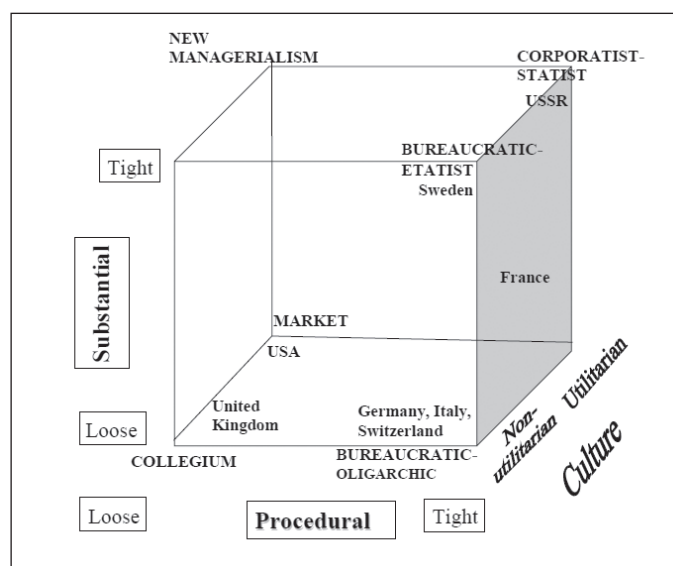 NEW
MANAGERIALISM
CORPORATIST-
STATIST
USSR
BUREAUCRATIC-
ETATIST
Sweden
Tight
Substantial
France
MARKET
USA
United
Kingdom
Germany, Italy,
Switzerland
Loose
COLLEGIUM
BUREAUCRATIC-
OLIGARCHIC
Non-
utilitarian
Utilitarian
Culture
Loose
Procedural
Tight